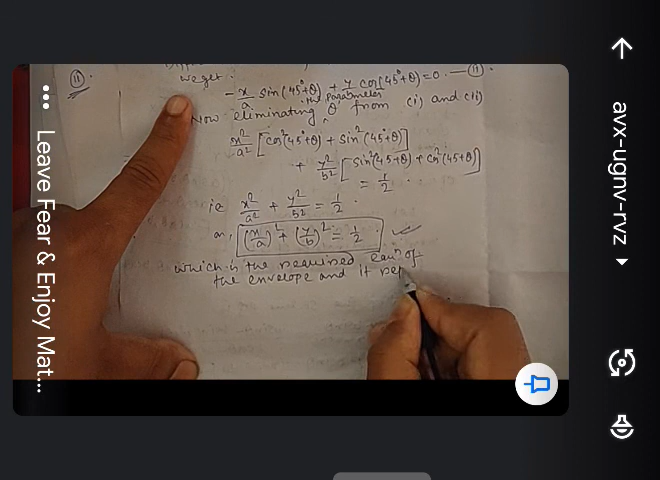 (ii).
we get.
- x/a sin(45°+θ) + y/b cos(45°+θ) = 0. —(ii)
Now eliminating the parameter θ from (i) and (ii)
x²/a² [cos²(45°+θ) + sin²(45°+θ)]
+ y²/b² [sin²(45+θ) + cos²(45+θ)]
= 1/2 .
ie x²/a² + y²/b² = 1/2 .
or, (x/a)² + (y/b)² = 1/2 .
which is the required eqnⁿ of
the envelope and it rep
Leave Fear & Enjoy Mat...
avx-ugnv-rvz